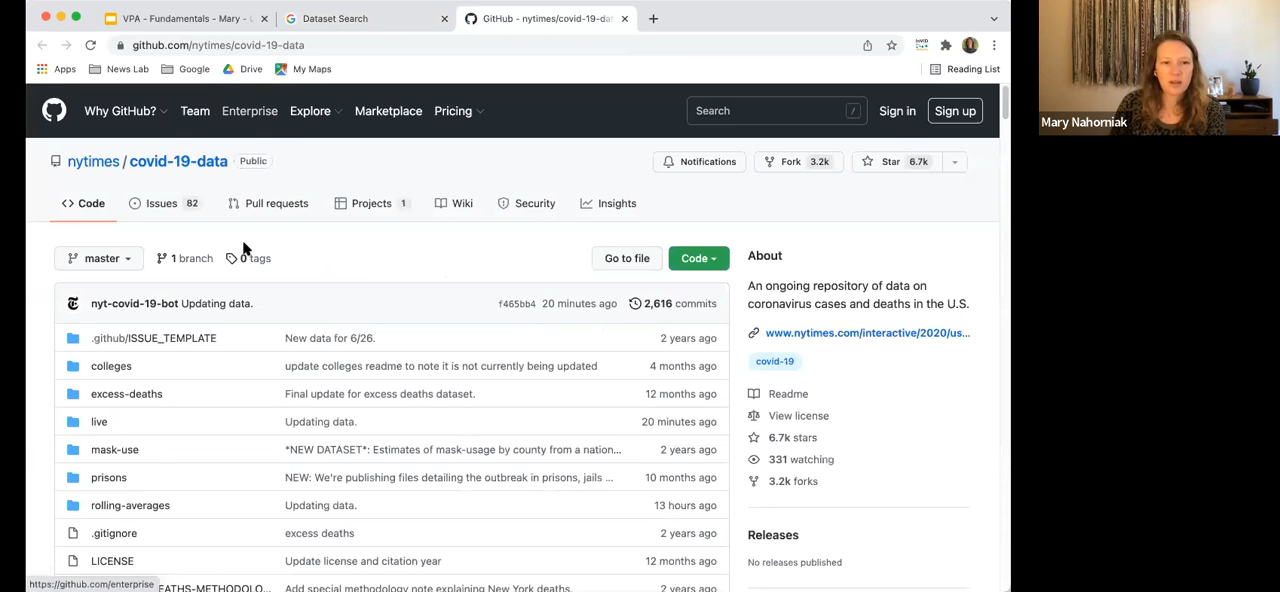 VPA - Fundamentals - Mary -
Dataset Search
GitHub - nytimes/covid-19-dat
github.com/nytimes/covid-19-data
Apps News Lab Google Drive My Maps Reading List
Why GitHub? Team Enterprise Explore Marketplace Pricing Search / Sign in Sign up
nytimes / covid-19-data Public Notifications Fork 3.2k Star 6.7k
Code Issues 82 Pull requests Projects 1 Wiki Security Insights
master 1 branch 0 tags Go to file Code
nyt-covid-19-bot Updating data. f465bb4 20 minutes ago 2,616 commits
.github/ISSUE_TEMPLATE New data for 6/26. 2 years ago
colleges update colleges readme to note it is not currently being updated 4 months ago
excess-deaths Final update for excess deaths dataset. 12 months ago
live Updating data. 20 minutes ago
mask-use *NEW DATASET*: Estimates of mask-usage by county from a nation... 2 years ago
prisons NEW: We're publishing files detailing the outbreak in prisons, jails ... 10 months ago
rolling-averages Updating data. 13 hours ago
.gitignore excess deaths 2 years ago
LICENSE Update license and citation year 12 months ago
EATHS-METHODOLO... Add special methodology note explaining New York deaths. 2 years ago
https://github.com/enterprise
About
An ongoing repository of data on
coronavirus cases and deaths in the U.S.
www.nytimes.com/interactive/2020/us...
covid-19
Readme
View license
6.7k stars
331 watching
3.2k forks
Releases
No releases published
Mary Nahorniak